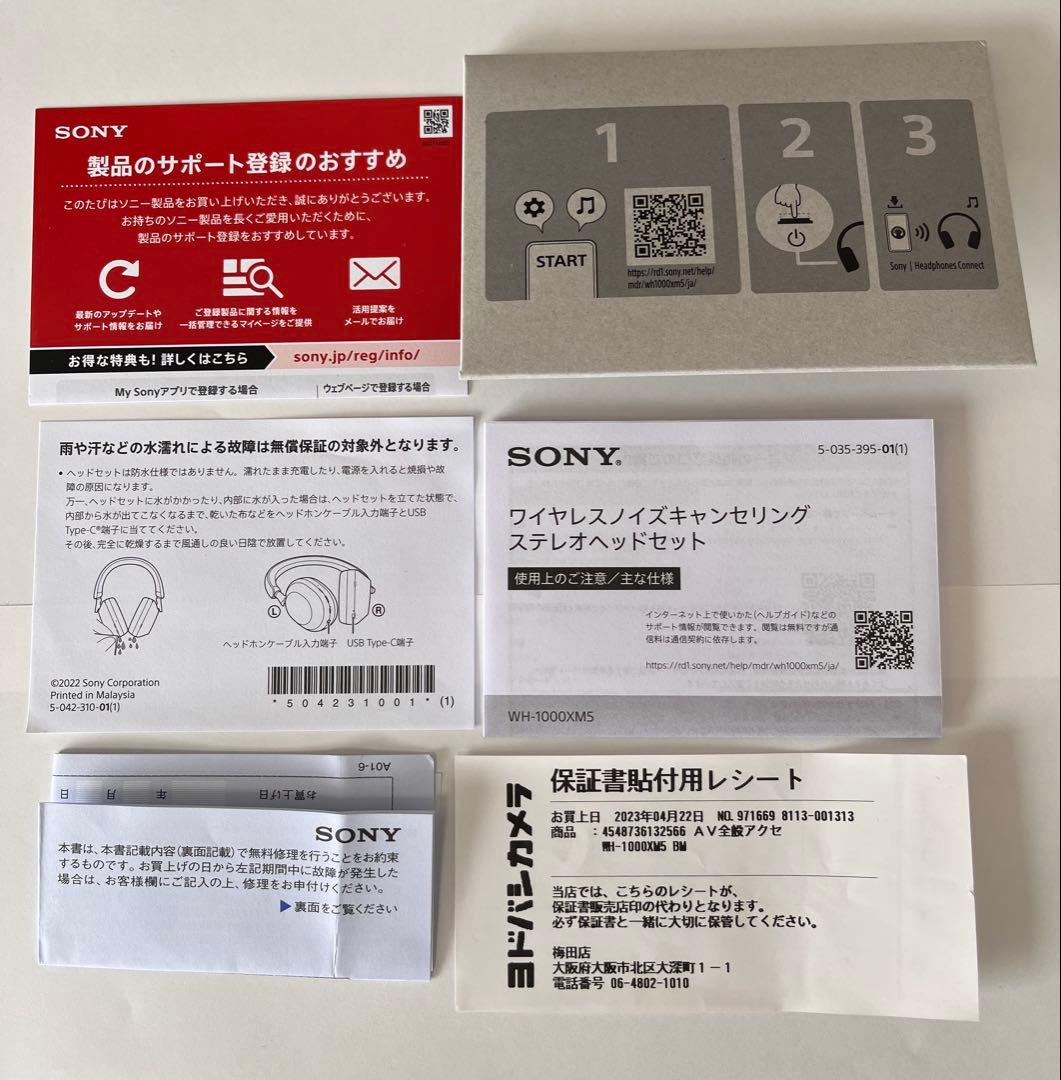 SONY
製品のサポート登録のおすすめ
このたびはソニー製品をお買い上げいただき、誠にありがとうございます。
お持ちのソニー製品を長くご愛用いただくために、
製品のサポート登録をおすすめしています。
最新のアップデートや
サポート情報をお届け
ご登録製品に関する情報を
一括管理できるマイページをご提供
活用提案を
メールでお届け
お得な特典も! 詳しくはこちら
sony.jp/reg/info/
My Sonyアプリで登録する場合
ウェブページで登録する場合
1
START
https://rd1.sony.net/help/
mdr/wh1000xm5/ja/
2
3
Sony | Headphones Connect
雨や汗などの水濡れによる故障は無償保証の対象外となります。
• ヘッドセットは防水仕様ではありません。濡れたまま充電したり、電源を入れると焼損や故
障の原因になります。
万一、ヘッドセットに水がかかったり、内部に水が入った場合は、ヘッドセットを立てた状態で、
内部から水が出てこなくなるまで、乾いた布などをヘッドホンケーブル入力端子とUSB
Type-C®端子に当ててください。
その後、完全に乾燥するまで風通しの良い日陰で放置してください。
L
R
ヘッドホンケーブル入力端子
USB Type-C端子
©2022 Sony Corporation
Printed in Malaysia
5-042-310-01(1)
*504231001* (1)
SONY®
5-035-395-01(1)
ワイヤレスノイズキャンセリング
ステレオヘッドセット
使用上のご注意/主な仕様
インターネット上で使いかた(ヘルプガイド)などの
サポート情報が閲覧できます。閲覧は無料ですが通
信料は通信契約に依存します。
https://rd1.sony.net/help/mdr/wh1000xm5/ja/
WH-1000XM5
A01-6
お買上げ日 年 月 日
SONY
本書は、本書記載内容(裏面記載)で無料修理を行うことをお約束
するものです。お買上げの日から左記期間中に故障が発生した
場合は、お客様欄にご記入の上、修理をお申付けください。
▶裏面をご覧ください
ヨドバシカメラ
保証書貼付用レシート
お買上日 2023年04月22日 NO. 971669 8113-001313
商品 :4548736132566 AV全般アクセ
WH-1000XM5 BM
当店では、こちらのレシートが、
保証書販売店印の代わりとなります。
必ず保証書と一緒に大切に保管してください。
梅田店
大阪府大阪市北区大深町1-1
電話番号 06-4802-1010